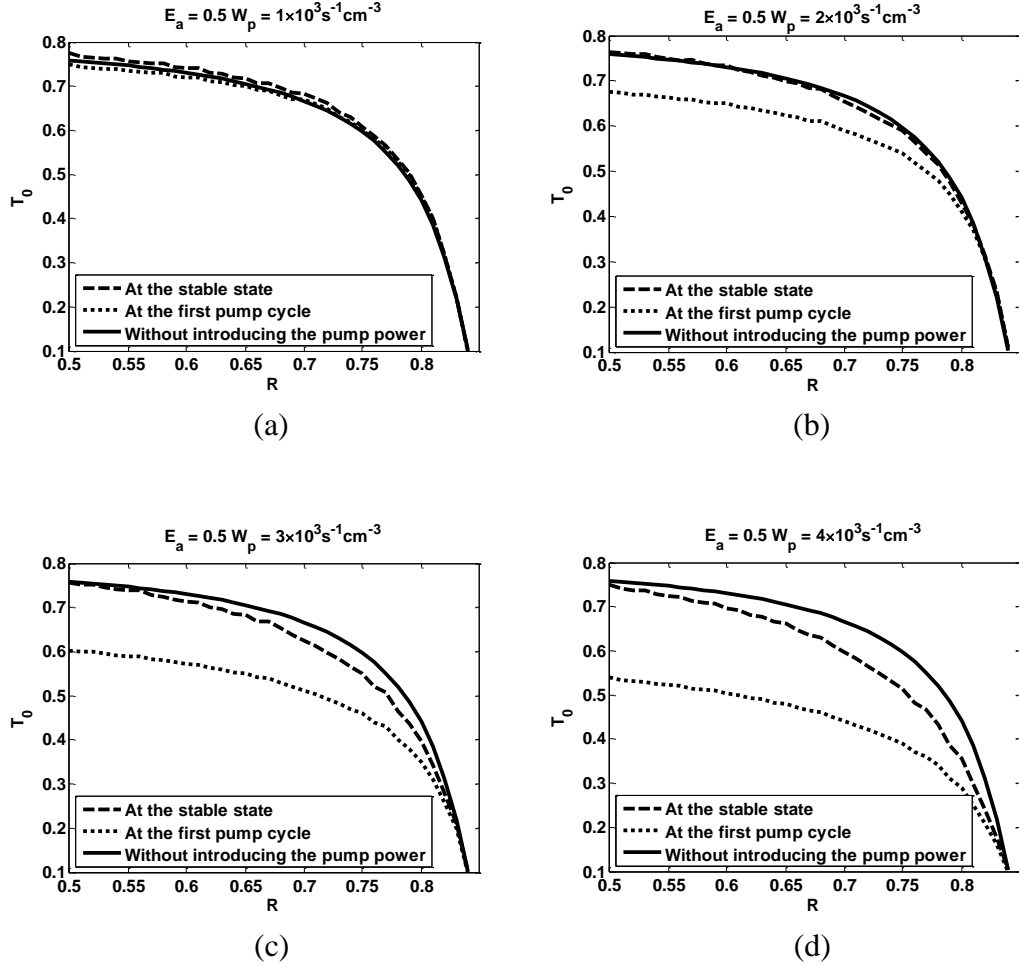 E_a = 0.5 W_p = 1×10^3s^-1cm^-3
0.8
0.7
0.6
0.5
0.4
0.3
0.2
0.1
T_0
At the stable state
At the first pump cycle
Without introducing the pump power
0.5 0.55 0.6 0.65 0.7 0.75 0.8
R
(a)
E_a = 0.5 W_p = 2×10^3s^-1cm^-3
0.8
0.7
0.6
0.5
0.4
0.3
0.2
0.1
T_0
At the stable state
At the first pump cycle
Without introducing the pump power
0.5 0.55 0.6 0.65 0.7 0.75 0.8
R
(b)
E_a = 0.5 W_p = 3×10^3s^-1cm^-3
0.8
0.7
0.6
0.5
0.4
0.3
0.2
0.1
T_0
At the stable state
At the first pump cycle
Without introducing the pump power
0.5 0.55 0.6 0.65 0.7 0.75 0.8
R
(c)
E_a = 0.5 W_p = 4×10^3s^-1cm^-3
0.8
0.7
0.6
0.5
0.4
0.3
0.2
0.1
T_0
At the stable state
At the first pump cycle
Without introducing the pump power
0.5 0.55 0.6 0.65 0.7 0.75 0.8
R
(d)